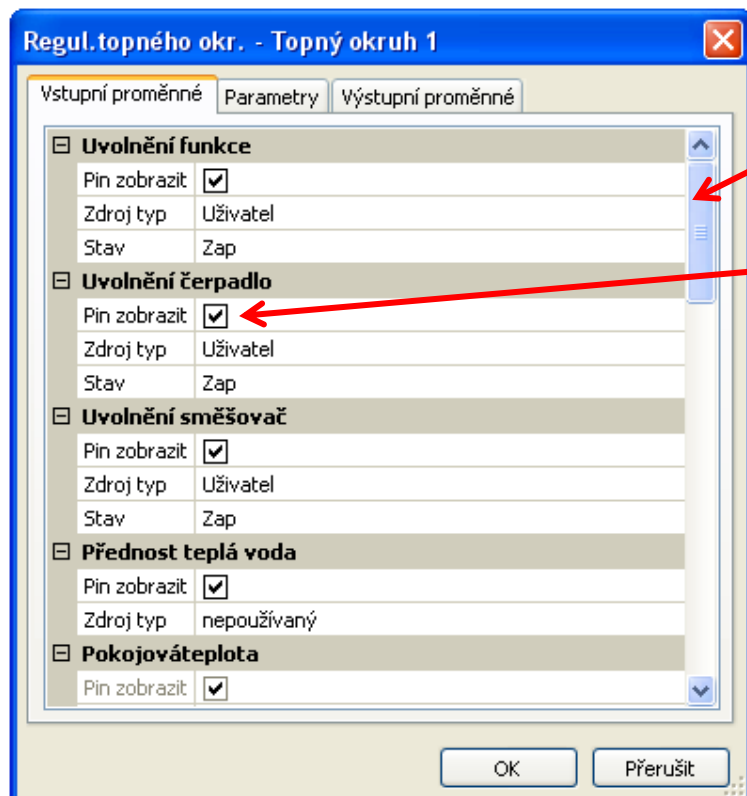 Regul.topného okr. - Topný okruh 1
Vstupní proměnné Parametry Výstupní proměnné
Uvolnění funkce
Pin zobrazit
Zdroj typ Uživatel
Stav Zap
Uvolnění čerpadlo
Pin zobrazit
Zdroj typ Uživatel
Stav Zap
Uvolnění směšovač
Pin zobrazit
Zdroj typ Uživatel
Stav Zap
Přednost teplá voda
Pin zobrazit
Zdroj typ nepoužívaný
Pokojováteplota
Pin zobrazit
OK Přerušit